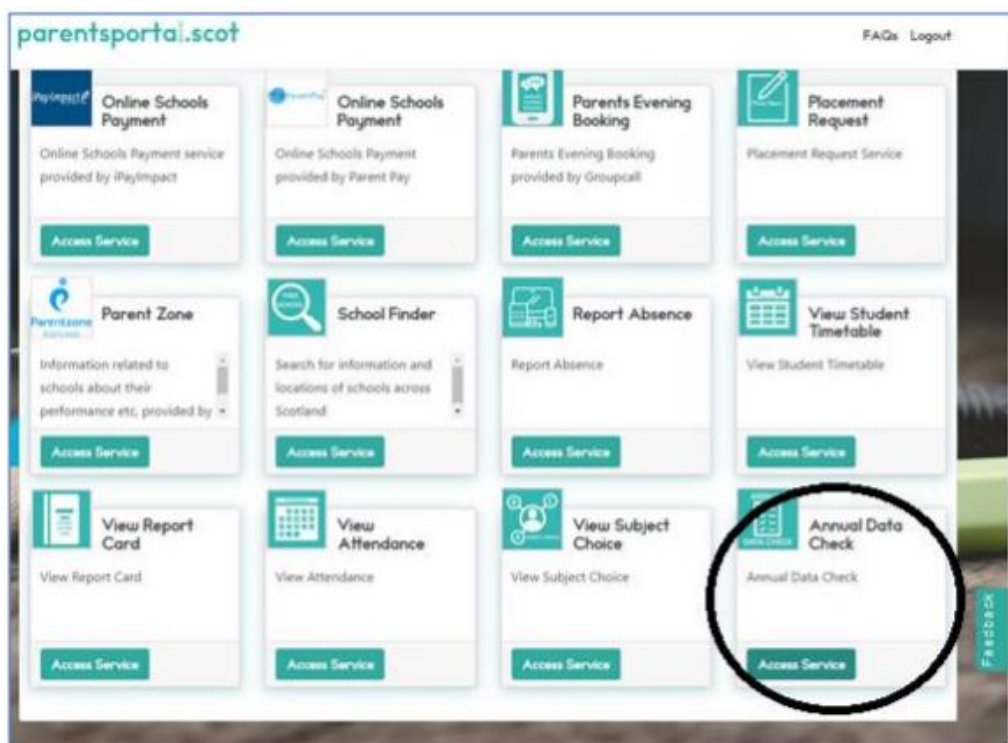 parentsportal.scot
FAQs Logout
iPayimpact
Online Schools
Payment
Online Schools Payment service
provided by iPayImpact
Access Service
ParentPay
Online Schools
Payment
Online Schools Payment
provided by Parent Pay
Access Service
Parents Evening
Booking
Parents Evening Booking
provided by Groupcall
Access Service
Placement
Request
Placement Request Service
Access Service
Parentzone
Parent Zone
Information related to
schools about their
performance etc, provided by
Access Service
School Finder
Search for information and
locations of schools across
Scotland
Access Service
Report Absence
Report Absence
Access Service
View Student
Timetable
View Student Timetable
Access Service
View Report
Card
View Report Card
Access Service
View
Attendance
View Attendance
Access Service
View Subject
Choice
View Subject Choice
Access Service
DATA CHECK
Annual Data
Check
Annual Data Check
Access Service
Feedback